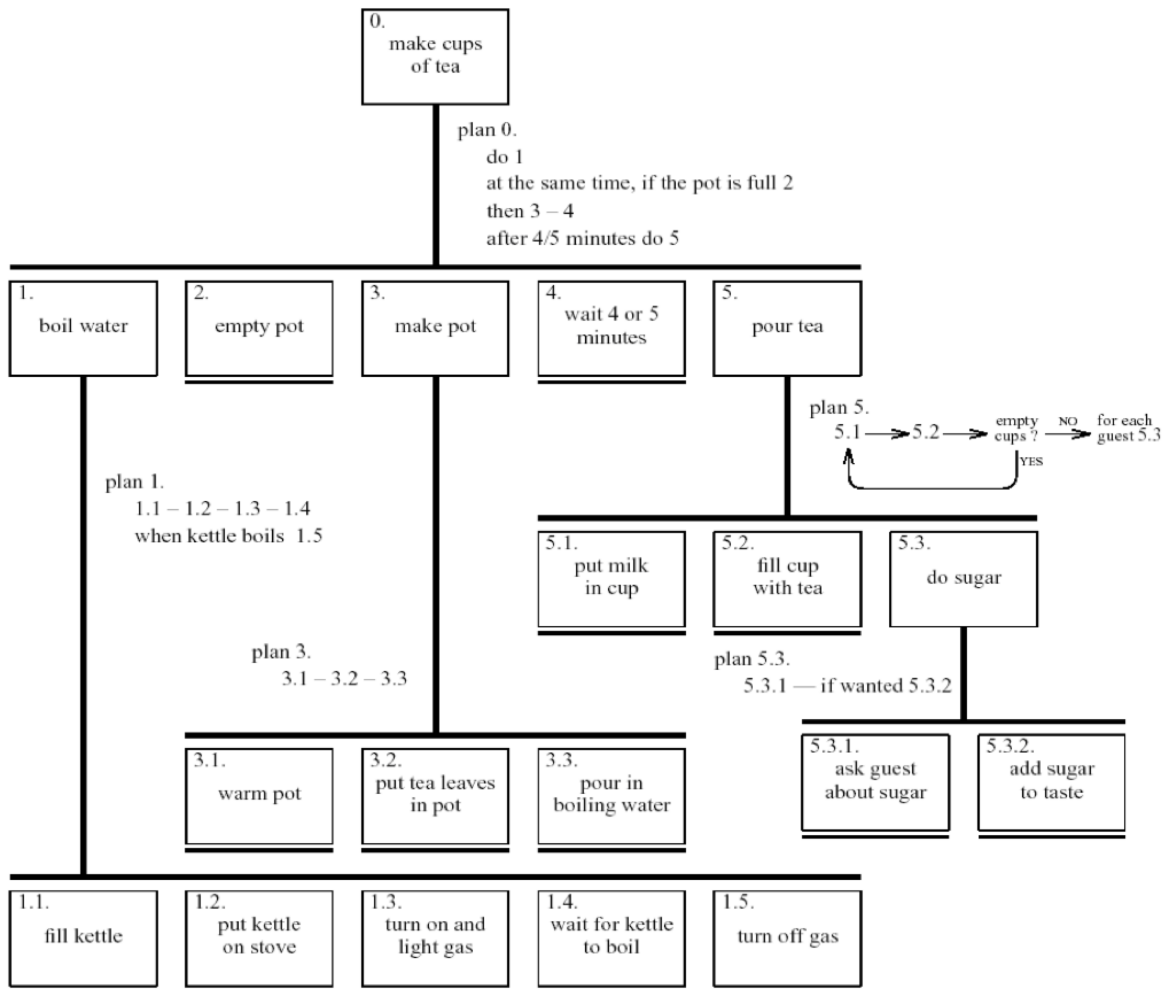 0.
make cups
of tea
plan 0.
do 1
at the same time, if the pot is full 2
then 3 – 4
after 4/5 minutes do 5
1.
boil water
2.
empty pot
3.
make pot
4.
wait 4 or 5
minutes
5.
pour tea
plan 5.
5.1
5.2
empty
cups ?
NO
for each
guest 5.3
YES
plan 1.
1.1 – 1.2 – 1.3 – 1.4
when kettle boils 1.5
5.1.
put milk
in cup
5.2.
fill cup
with tea
5.3.
do sugar
plan 3.
3.1 – 3.2 – 3.3
plan 5.3.
5.3.1 — if wanted 5.3.2
3.1.
warm pot
3.2.
put tea leaves
in pot
3.3.
pour in
boiling water
5.3.1.
ask guest
about sugar
5.3.2.
add sugar
to taste
1.1.
fill kettle
1.2.
put kettle
on stove
1.3.
turn on and
light gas
1.4.
wait for kettle
to boil
1.5.
turn off gas